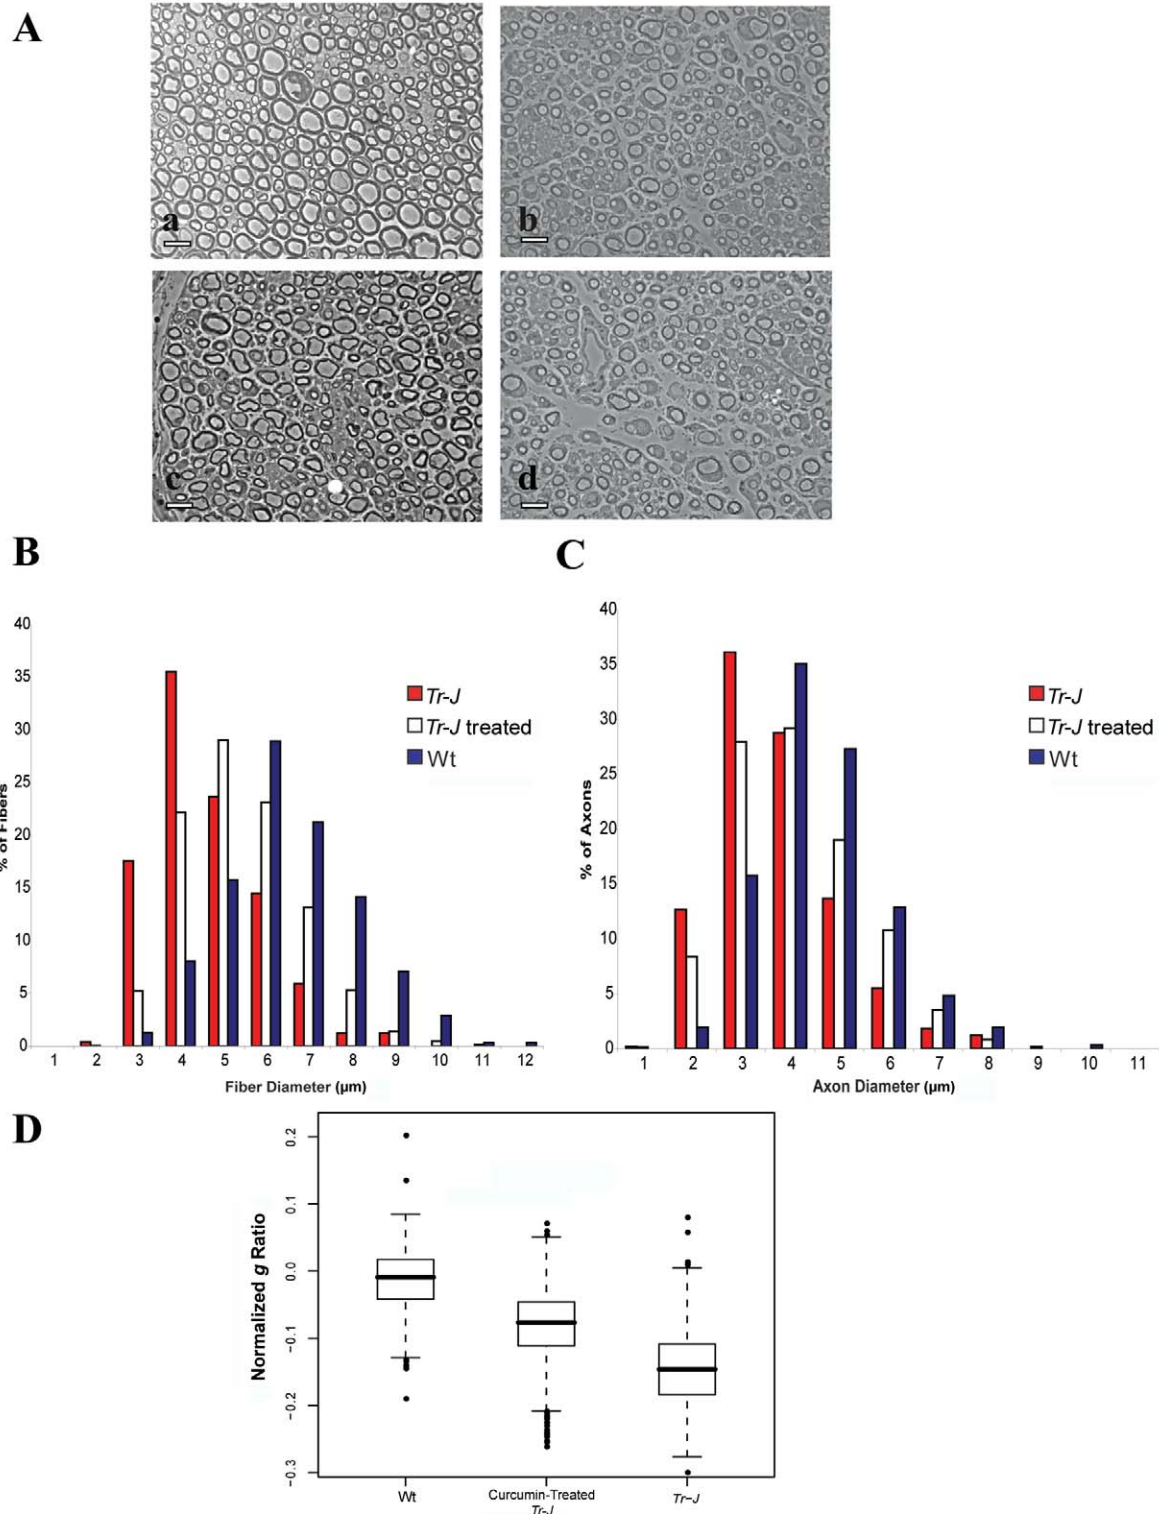 A
a
b
c
d
B
C
40
35
30
25
20
15
10
5
0
% of Fibers
1 2 3 4 5 6 7 8 9 10 11 12
Fiber Diameter (µm)
Tr-J
Tr-J treated
Wt
40
35
30
25
20
15
10
5
0
% of Axons
1 2 3 4 5 6 7 8 9 10 11
Axon Diameter (µm)
Tr-J
Tr-J treated
Wt
D
0.2
0.1
0.0
−0.1
−0.2
−0.3
Normalized g Ratio
Wt
Curcumin-Treated
Tr-J
Tr−J